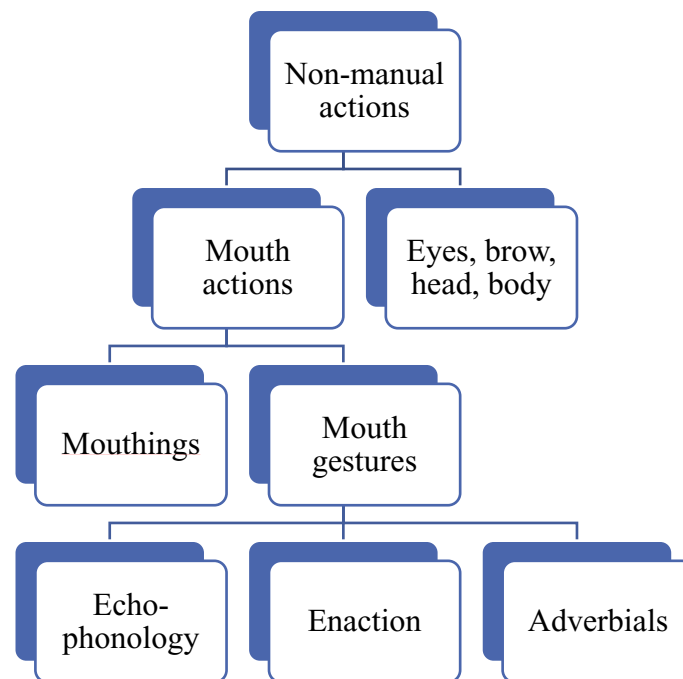 Non-manual
actions
Mouth
actions
Eyes, brow,
head, body
Mouthings
Mouth
gestures
Echo-
phonology
Enaction
Adverbials